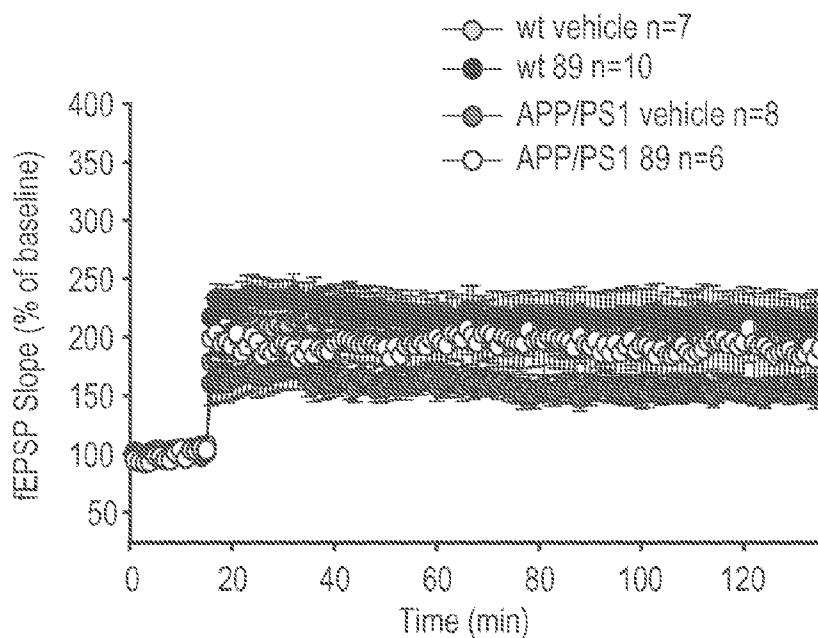 wt vehicle n=7
wt 89 n=10
APP/PS1 vehicle n=8
APP/PS1 89 n=6
fEPSP Slope (% of baseline)
400
350
300
250
200
150
100
50
0 20 40 60 80 100 120
Time (min)